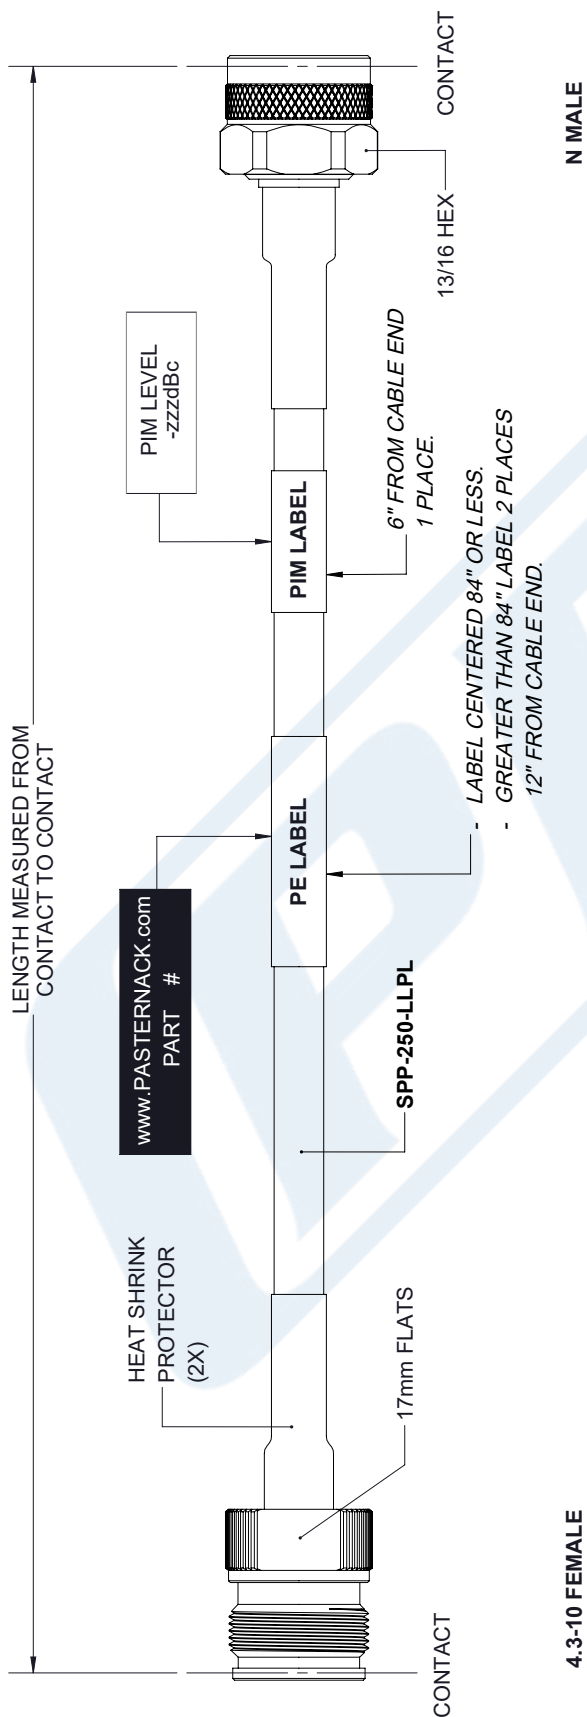 LENGTH MEASURED FROM
CONTACT TO CONTACT
www.PASTERNACK.com
PART #
PIM LEVEL
-zzzdBc
HEAT SHRINK
PROTECTOR
(2X)
PE LABEL
PIM LABEL
17mm FLATS
SPP-250-LLPL
6" FROM CABLE END
1 PLACE.
13/16 HEX
- LABEL CENTERED 84" OR LESS.
- GREATER THAN 84" LABEL 2 PLACES
12" FROM CABLE END.
CONTACT
CONTACT
4.3-10 FEMALE
N MALE